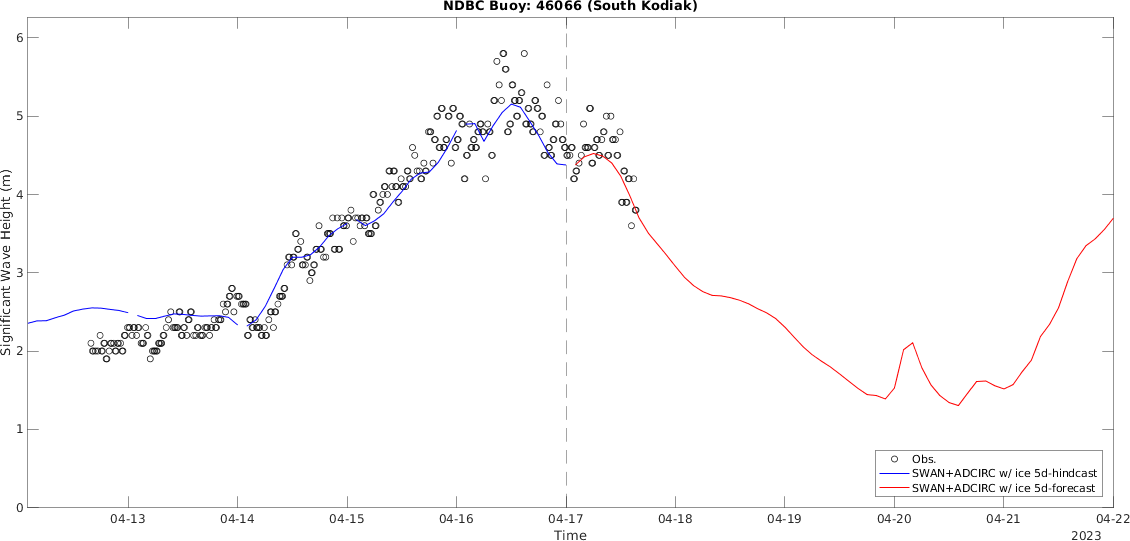 NDBC Buoy: 46066 (South Kodiak)
6
5
4
3
2
1
0
Significant Wave Height (m)
Obs.
SWAN+ADCIRC w/ ice 5d-hindcast
SWAN+ADCIRC w/ ice 5d-forecast
04-13 04-14 04-15 04-16 04-17 04-18 04-19 04-20 04-21 04-22
Time
2023